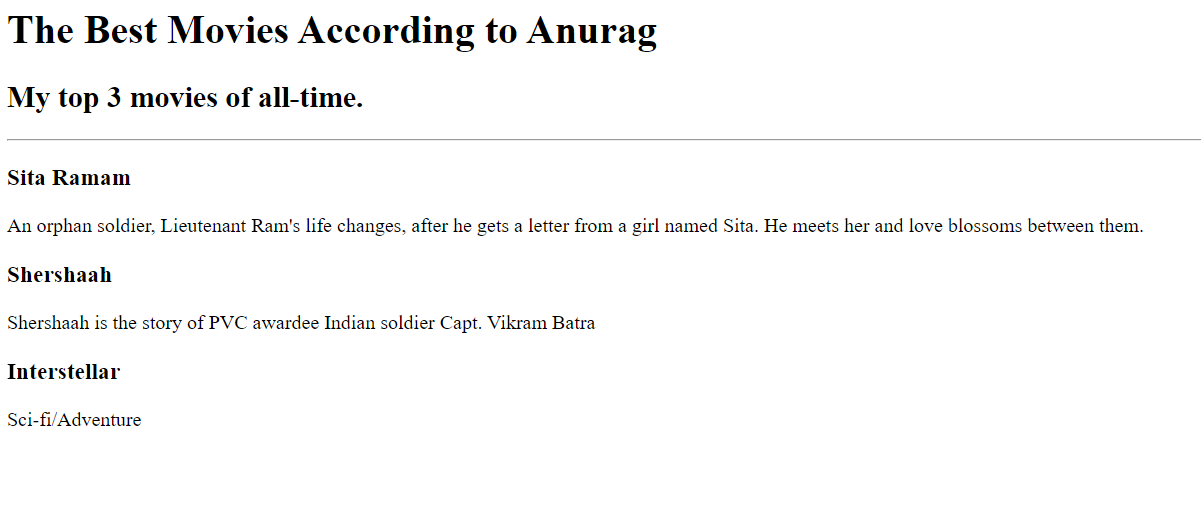 The Best Movies According to Anurag
My top 3 movies of all-time.
Sita Ramam
An orphan soldier, Lieutenant Ram's life changes, after he gets a letter from a girl named Sita. He meets her and love blossoms between them.
Shershaah
Shershaah is the story of PVC awardee Indian soldier Capt. Vikram Batra
Interstellar
Sci-fi/Adventure